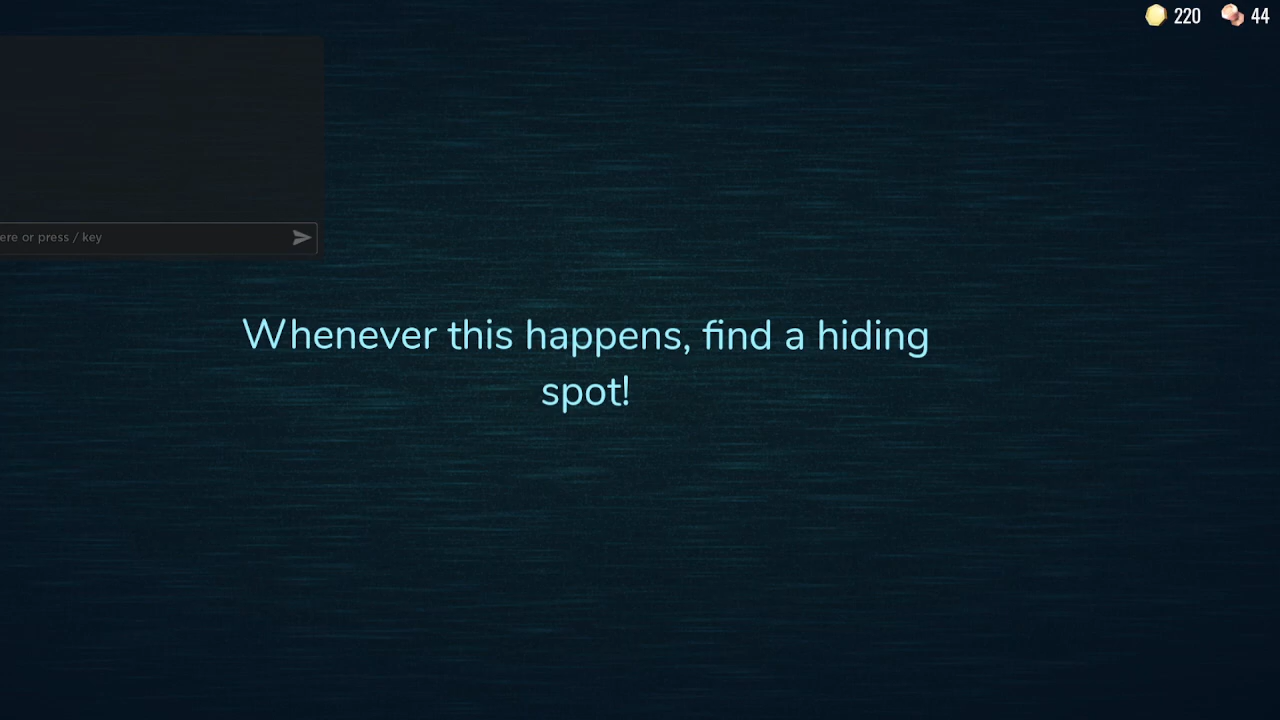 220 44
ere or press / key
Whenever this happens, find a hiding
spot!